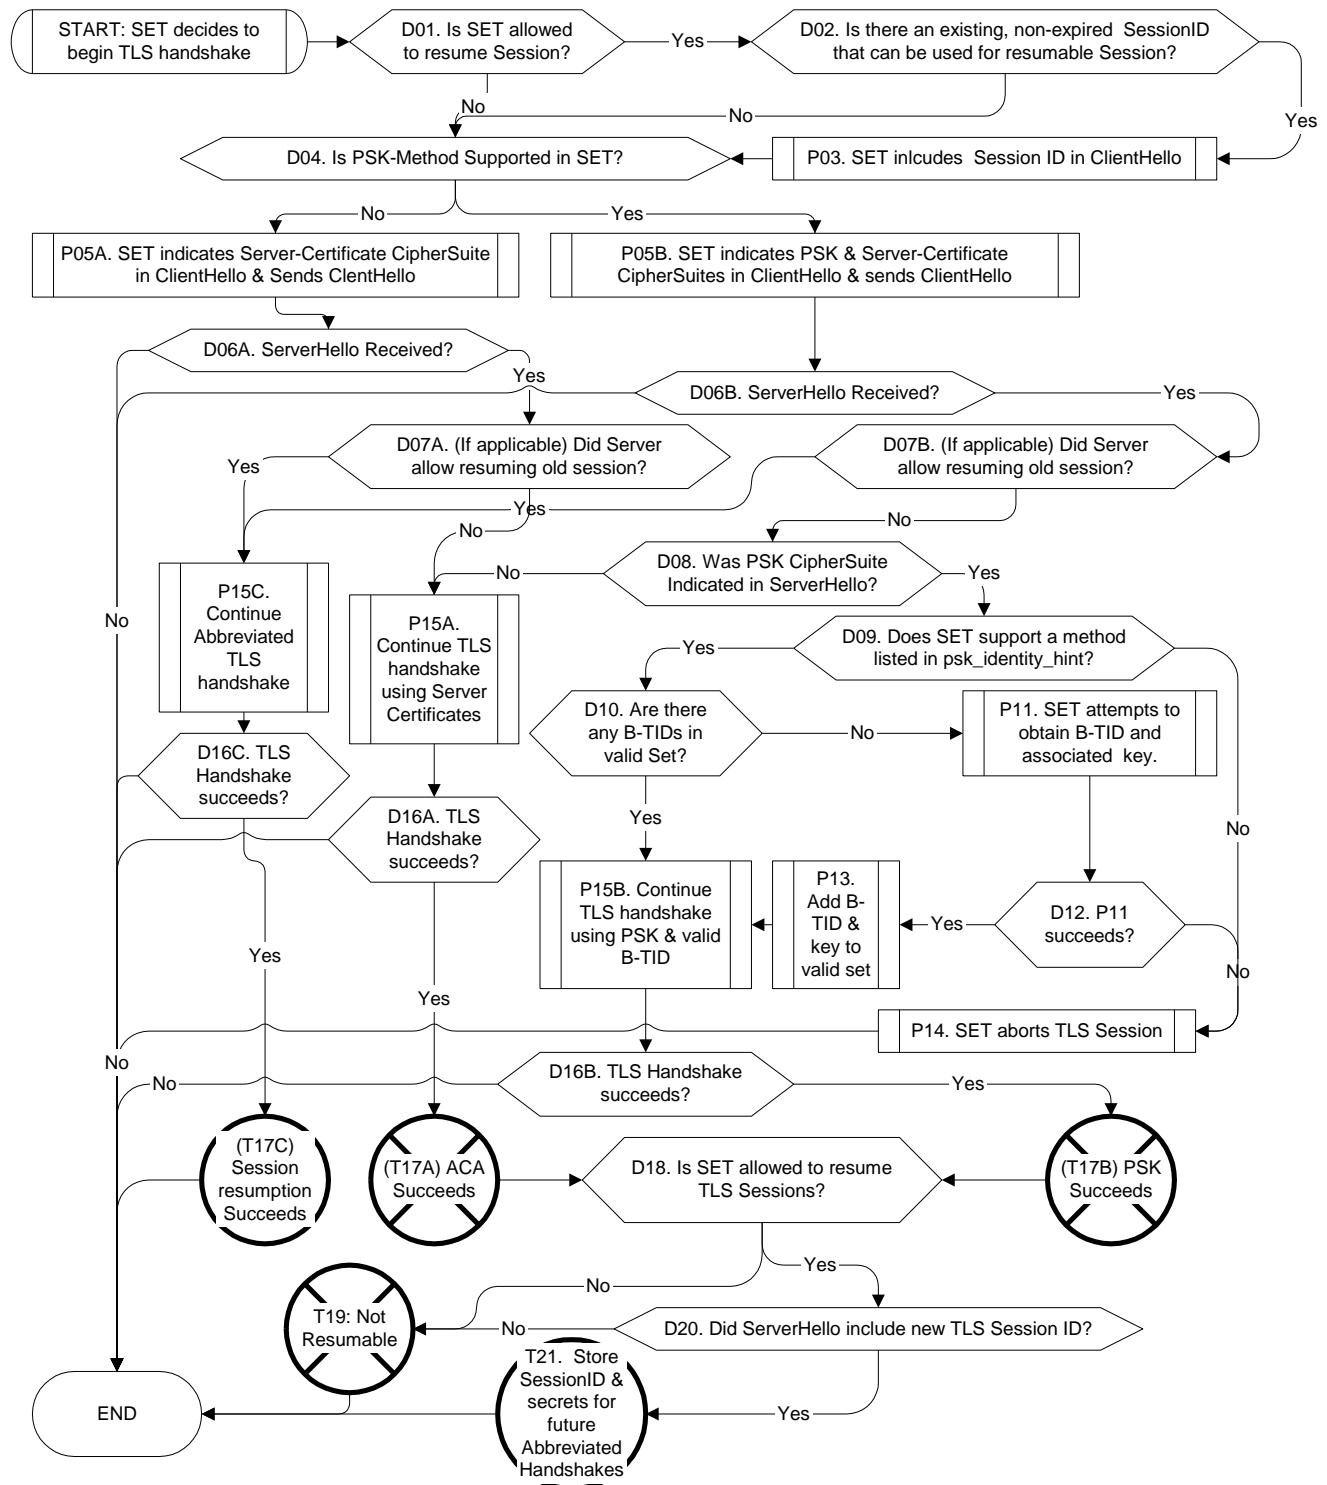 START: SET decides to
begin TLS handshake
D01. Is SET allowed
to resume Session?
Yes
D02. Is there an existing, non-expired SessionID
that can be used for resumable Session?
No
No
Yes
D04. Is PSK-Method Supported in SET?
P03. SET inlcudes Session ID in ClientHello
No
Yes
P05A. SET indicates Server-Certificate CipherSuite
in ClientHello & Sends ClentHello
P05B. SET indicates PSK & Server-Certificate
CipherSuites in ClientHello & sends ClientHello
D06A. ServerHello Received?
Yes
D06B. ServerHello Received?
Yes
D07A. (If applicable) Did Server
allow resuming old session?
D07B. (If applicable) Did Server
allow resuming old session?
Yes
Yes
No
No
D08. Was PSK CipherSuite
Indicated in ServerHello?
No
Yes
P15C.
Continue
Abbreviated
TLS
handshake
P15A.
Continue TLS
handshake
using Server
Certificates
No
D09. Does SET support a method
listed in psk_identity_hint?
Yes
D10. Are there
any B-TIDs in
valid Set?
No
P11. SET attempts to
obtain B-TID and
associated key.
D16C. TLS
Handshake
succeeds?
D16A. TLS
Handshake
succeeds?
Yes
No
P15B. Continue
TLS handshake
using PSK & valid
B-TID
P13.
Add B-
TID &
key to
valid set
Yes
D12. P11
succeeds?
Yes
No
Yes
P14. SET aborts TLS Session
No
D16B. TLS Handshake
succeeds?
No
Yes
(T17C)
Session
resumption
Succeeds
(T17A) ACA
Succeeds
D18. Is SET allowed to resume
TLS Sessions?
(T17B) PSK
Succeeds
Yes
No
T19: Not
Resumable
No
D20. Did ServerHello include new TLS Session ID?
T21. Store
SessionID &
secrets for
future
Abbreviated
Handshakes
Yes
END